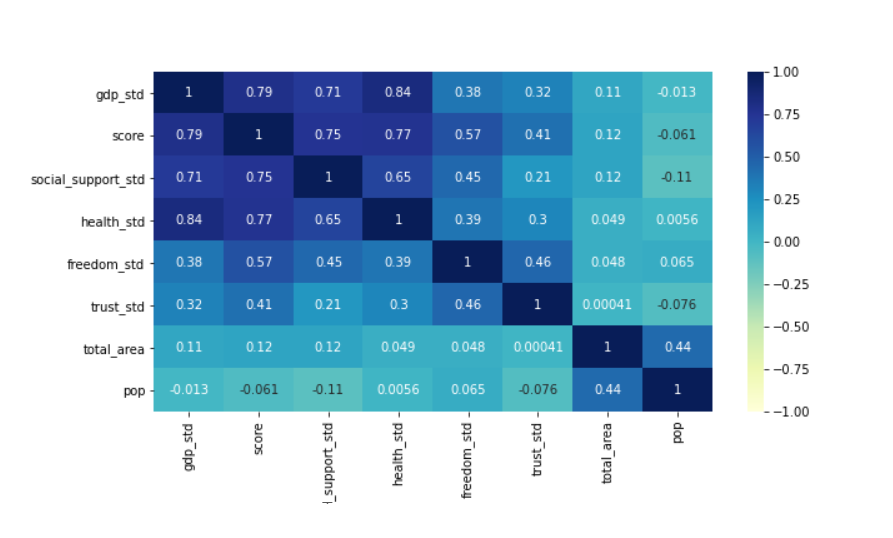 gdp_std 1 0.79 0.71 0.84 0.38 0.32 0.11 -0.013
score 0.79 1 0.75 0.77 0.57 0.41 0.12 -0.061
social_support_std 0.71 0.75 1 0.65 0.45 0.21 0.12 -0.11
health_std 0.84 0.77 0.65 1 0.39 0.3 0.049 0.0056
freedom_std 0.38 0.57 0.45 0.39 1 0.46 0.048 0.065
trust_std 0.32 0.41 0.21 0.3 0.46 1 0.00041 -0.076
total_area 0.11 0.12 0.12 0.049 0.048 0.00041 1 0.44
pop -0.013 -0.061 -0.11 0.0056 0.065 -0.076 0.44 1
gdp_std
score
l_support_std
health_std
freedom_std
trust_std
total_area
pop
1.00
0.75
0.50
0.25
0.00
−0.25
−0.50
−0.75
−1.00